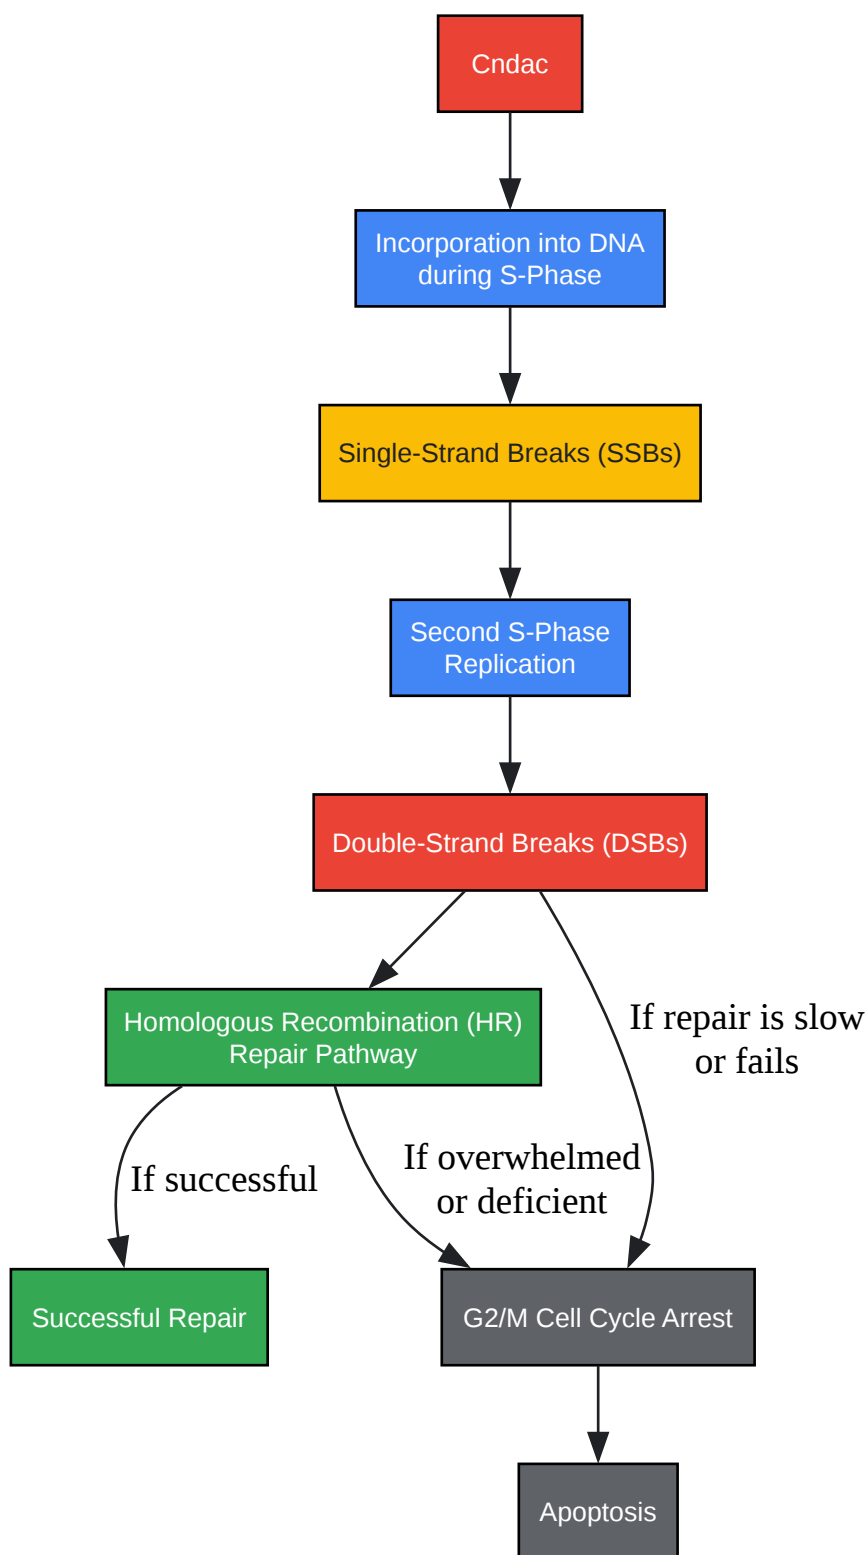 Cndac
Incorporation into DNA
during S-Phase
Single-Strand Breaks (SSBs)
Second S-Phase
Replication
Double-Strand Breaks (DSBs)
Homologous Recombination (HR)
Repair Pathway
If repair is slow
or fails
If successful
If overwhelmed
or deficient
Successful Repair
G2/M Cell Cycle Arrest
Apoptosis